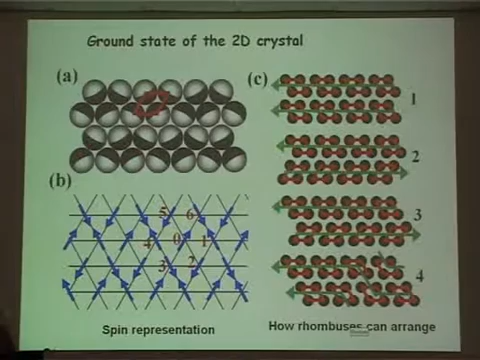 Ground state of the 2D crystal
(a)
(c)
1
2
(b)
5 6
4 0 1
3 2
3
4
Spin representation
How rhombuses can arrange